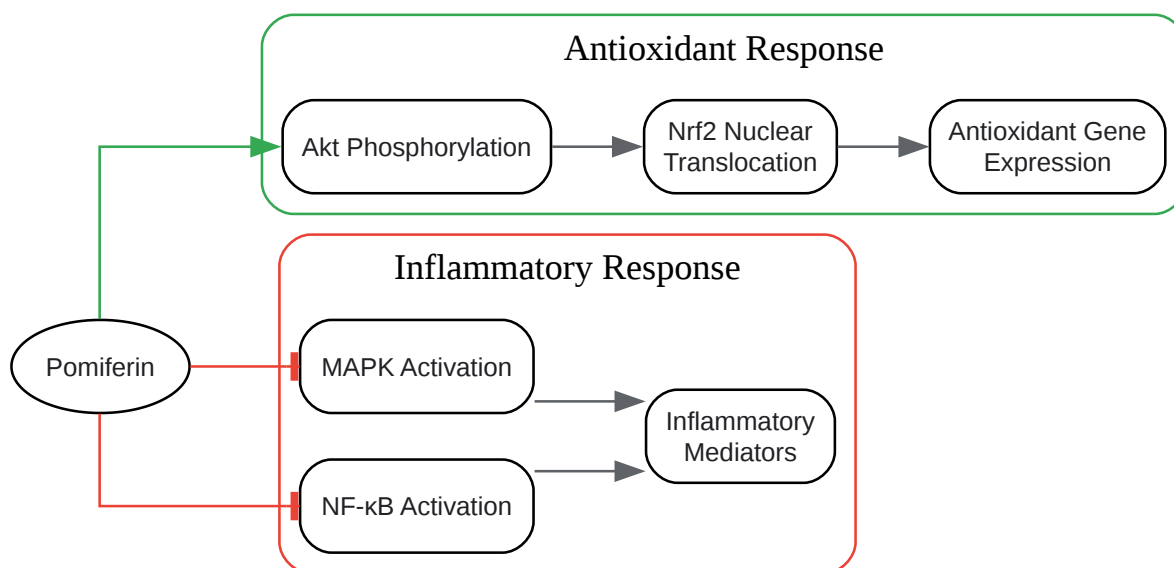 Antioxidant Response
Akt Phosphorylation
Nrf2 Nuclear
Translocation
Antioxidant Gene
Expression
Inflammatory Response
Pomiferin
MAPK Activation
Inflammatory
Mediators
NF-κB Activation